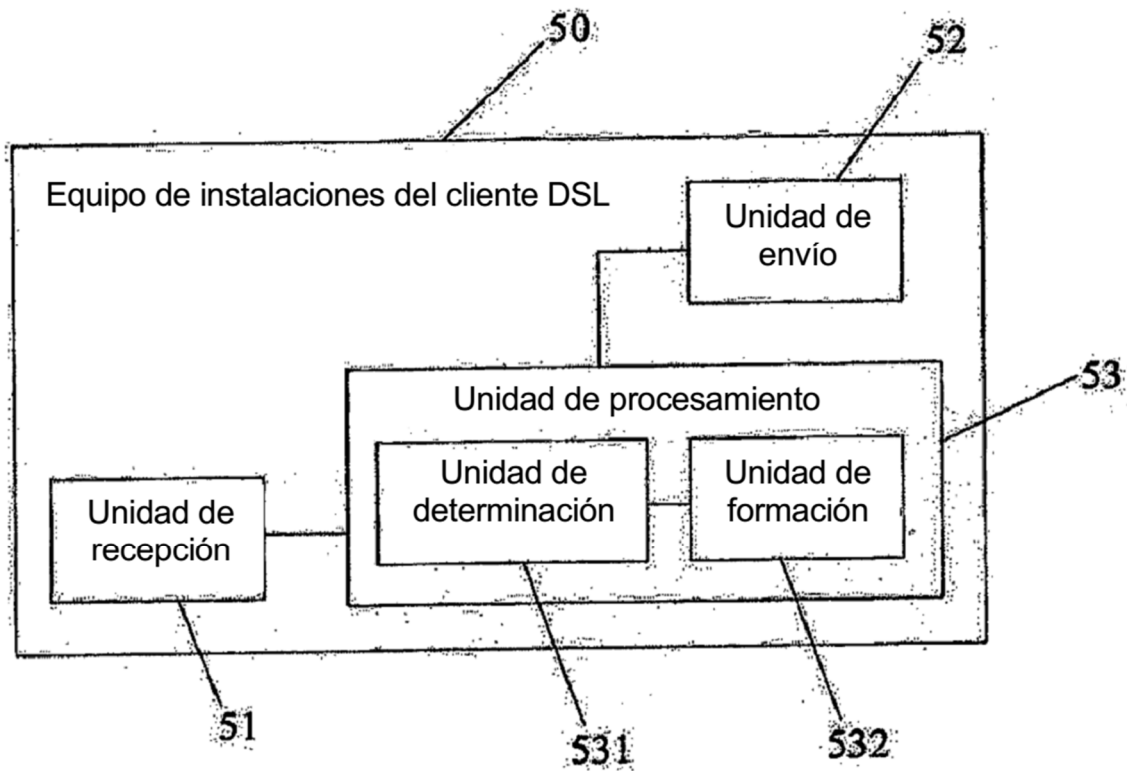 50
52
Equipo de instalaciones del cliente DSL
Unidad de
envío
53
Unidad de procesamiento
Unidad de
determinación
Unidad de
formación
Unidad de
recepción
51
531
532